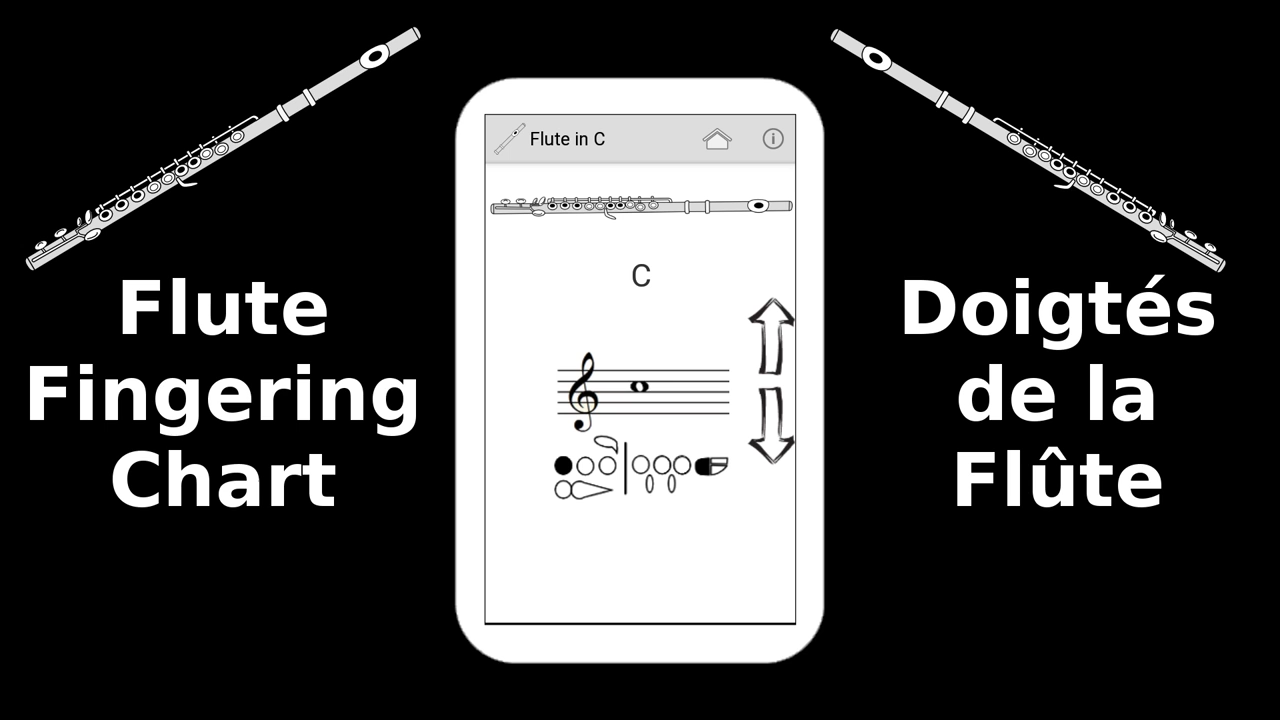 Flute
Fingering
Chart
Flute in C
C
Doigtés
de la
Flûte